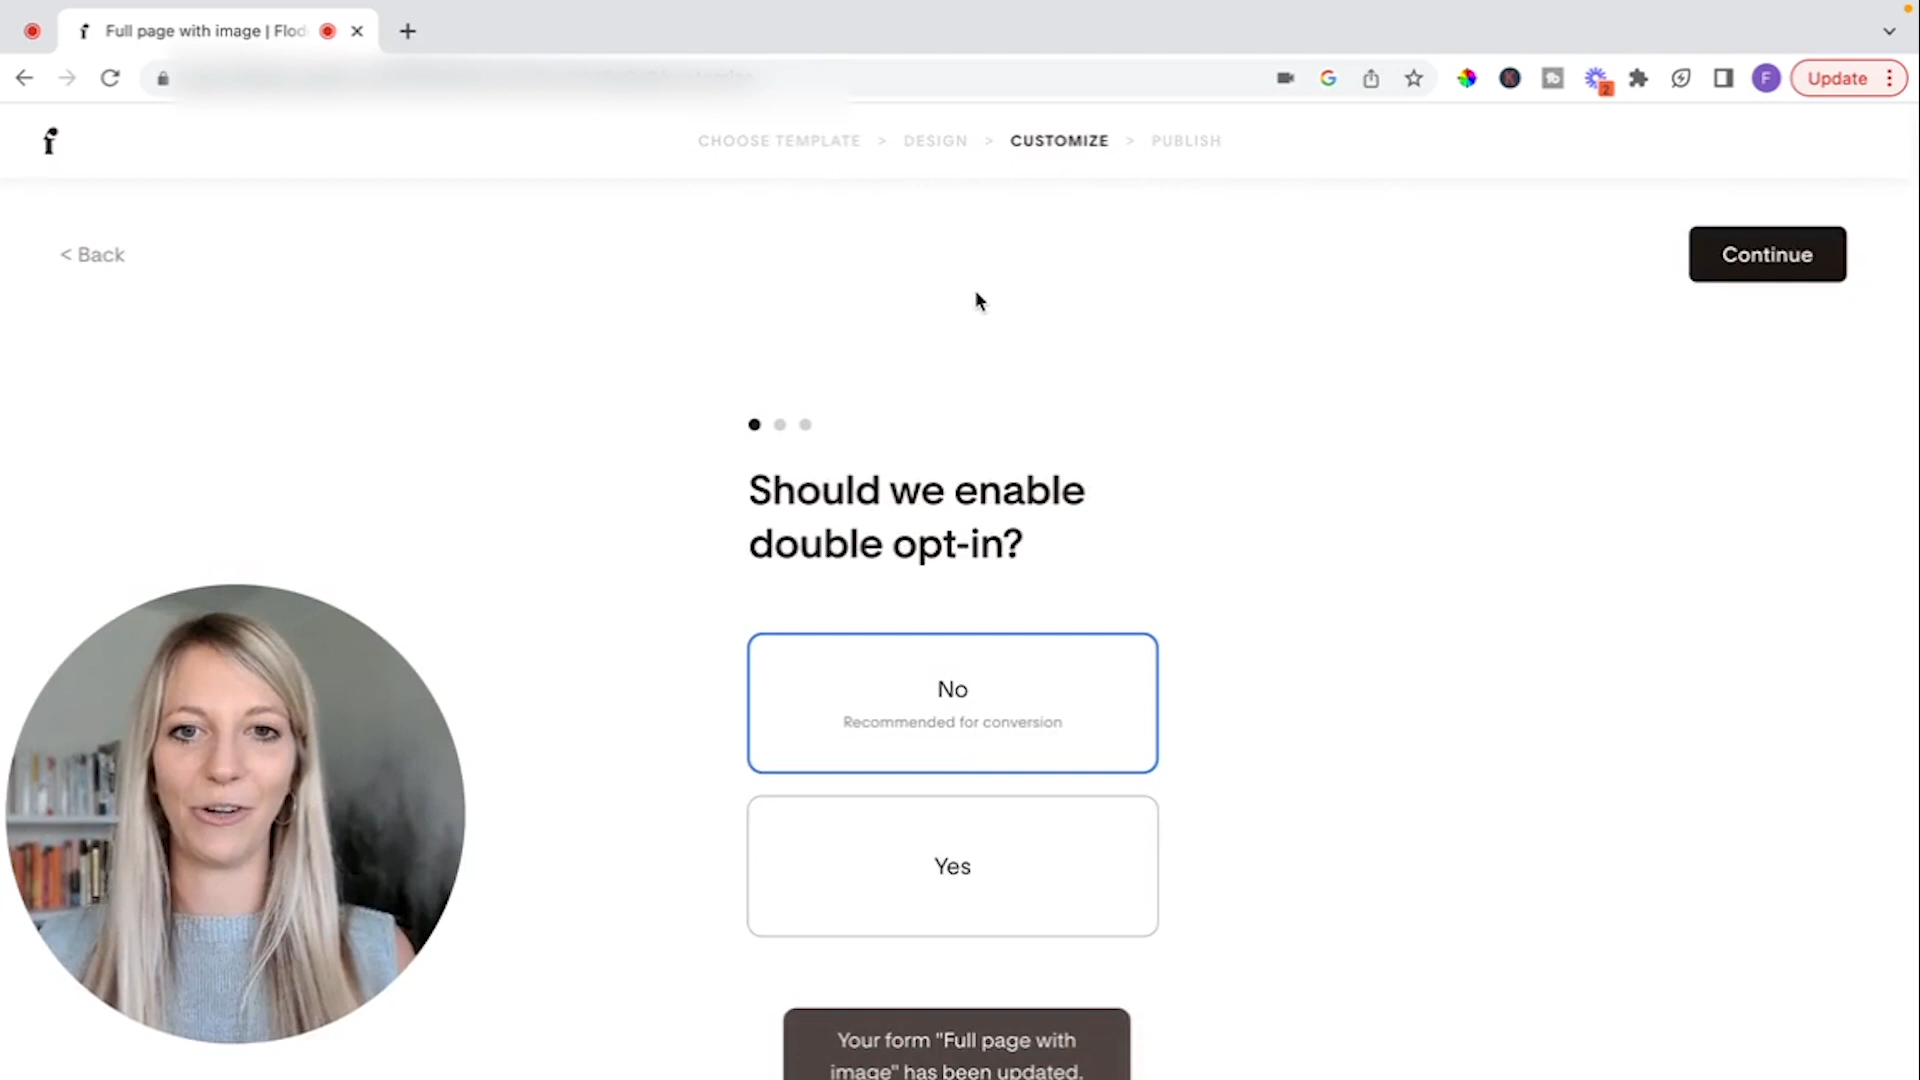 Full page with image | Flod
Update
F
2
f
CHOOSE TEMPLATE > DESIGN > CUSTOMIZE > PUBLISH
< Back
Continue
Should we enable
double opt-in?
No
Recommended for conversion
Yes
Your form "Full page with
image" has been updated.